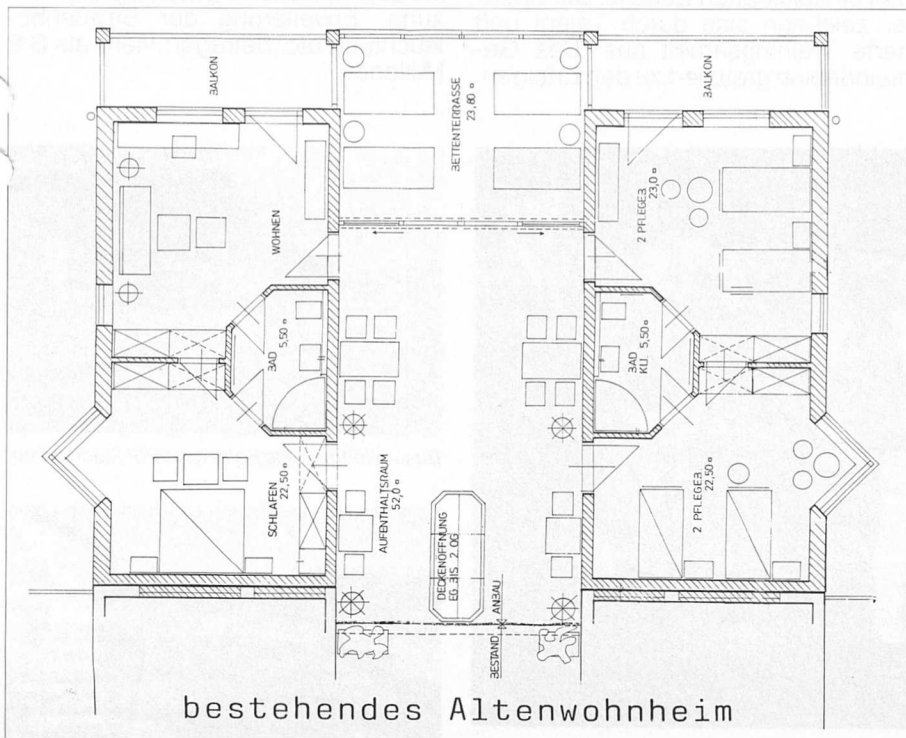 BALKON
BETTENTERRASSE
23,80 ¤
BALKON
WOHNEN
2 PFLEGEB
23,0 ¤
BAD
5,50 ¤
BAD
KÜ. 5,50 ¤
SCHLAFEN
22,50 ¤
AUFENTHALTSRAUM
52,0 ¤
DECKENÖFFNUNG
EG BIS 2.OG
2 PFLEGEB
22,50 ¤
BESTAND
ANBAU
bestehendes Altenwohnheim